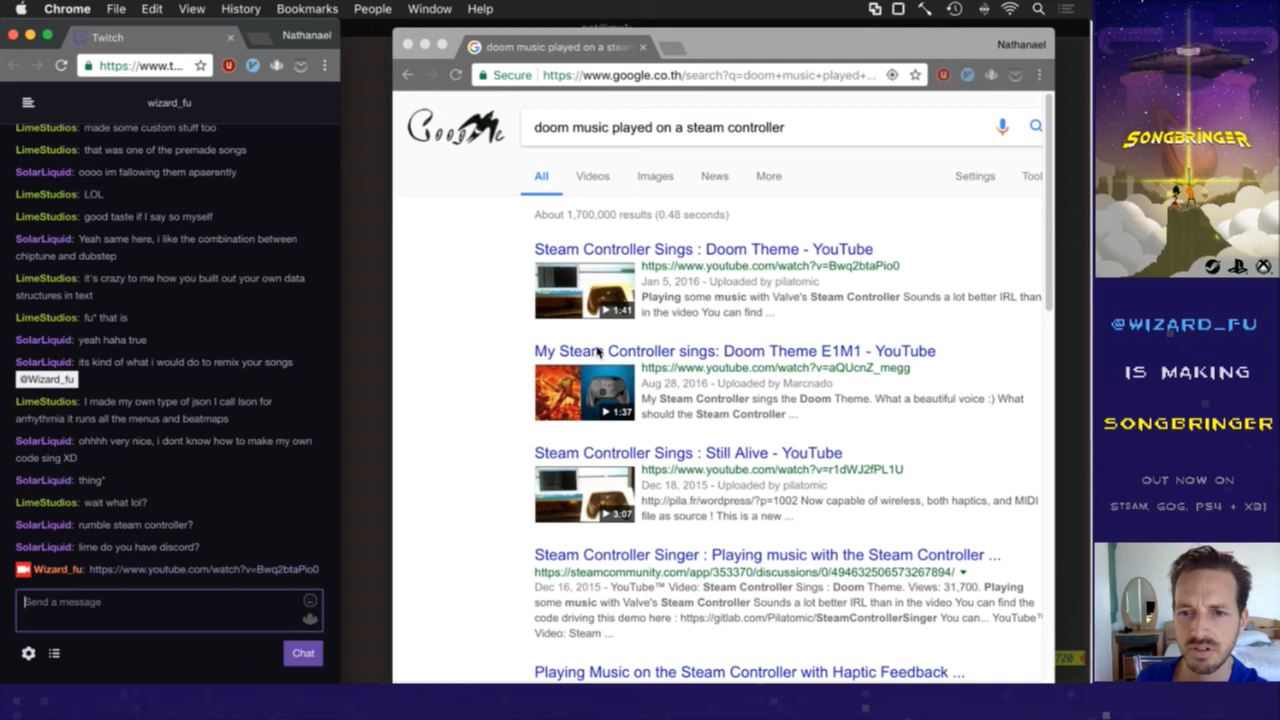 Chrome File Edit View History Bookmarks People Window Help
Twitch
Nathanael
https://www.t...
wizard_fu
LimeStudios: made some custom stuff too
LimeStudios: that was one of the premade songs
SolarLiquid: oooo im fallowing them apaerently
LimeStudios: LOL
LimeStudios: good taste if I say so myself
SolarLiquid: Yeah same here, i like the combination between
chiptune and dubstep
LimeStudios: it's crazy to me how you built out your own data
structures in text
LimeStudios: fu* that is
SolarLiquid: yeah haha true
SolarLiquid: its kind of what i would do to remix your songs
@Wizard_fu
LimeStudios: I made my own type of json I call lson for
arrhythmia it runs all the menus and beatmaps
SolarLiquid: ohhhh very nice, i dont know how to make my own
code sing XD
SolarLiquid: thing*
LimeStudios: wait what lol?
SolarLiquid: rumble steam controller?
SolarLiquid: lime do you have discord?
Wizard_fu: https://www.youtube.com/watch?v=Bwq2btaPio0
Send a message
Chat
doom music played on a stea
Nathanael
Secure https://www.google.co.th/search?q=doom+music+played+...
doom music played on a steam controller
All Videos Images News More Settings Tool
About 1,700,000 results (0.48 seconds)
Steam Controller Sings : Doom Theme - YouTube
https://www.youtube.com/watch?v=Bwq2btaPio0
Jan 5, 2016 - Uploaded by pilatomic
Playing some music with Valve's Steam Controller Sounds a lot better IRL than
in the video You can find ...
1:41
My Steam Controller sings: Doom Theme E1M1 - YouTube
https://www.youtube.com/watch?v=aQUcnZ_megg
Aug 28, 2016 - Uploaded by Marcnado
My Steam Controller sings the Doom Theme. What a beautiful voice :) What
should the Steam Controller ...
1:37
Steam Controller Sings : Still Alive - YouTube
https://www.youtube.com/watch?v=r1dWJ2fPL1U
Dec 18, 2015 - Uploaded by pilatomic
http://pila.fr/wordpress/?p=1002 Now capable of wireless, both haptics, and MIDI
file as source ! This is a new ...
3:07
Steam Controller Singer : Playing music with the Steam Controller ...
https://steamcommunity.com/app/353370/discussions/0/494632506573267894/
Dec 16, 2015 - YouTube™ Video: Steam Controller Sings : Doom Theme. Views: 31,700. Playing
some music with Valve's Steam Controller Sounds a lot better IRL than in the video You can find the
code driving this demo here : https://gitlab.com/Pilatomic/SteamControllerSinger You can... YouTube™
Video: Steam ...
Playing Music on the Steam Controller with Haptic Feedback ...
720
SONGBRINGER
@WIZARD_FU
IS MAKING
SONGBRINGER
OUT NOW ON
STEAM, GOG, PS4 + XB1